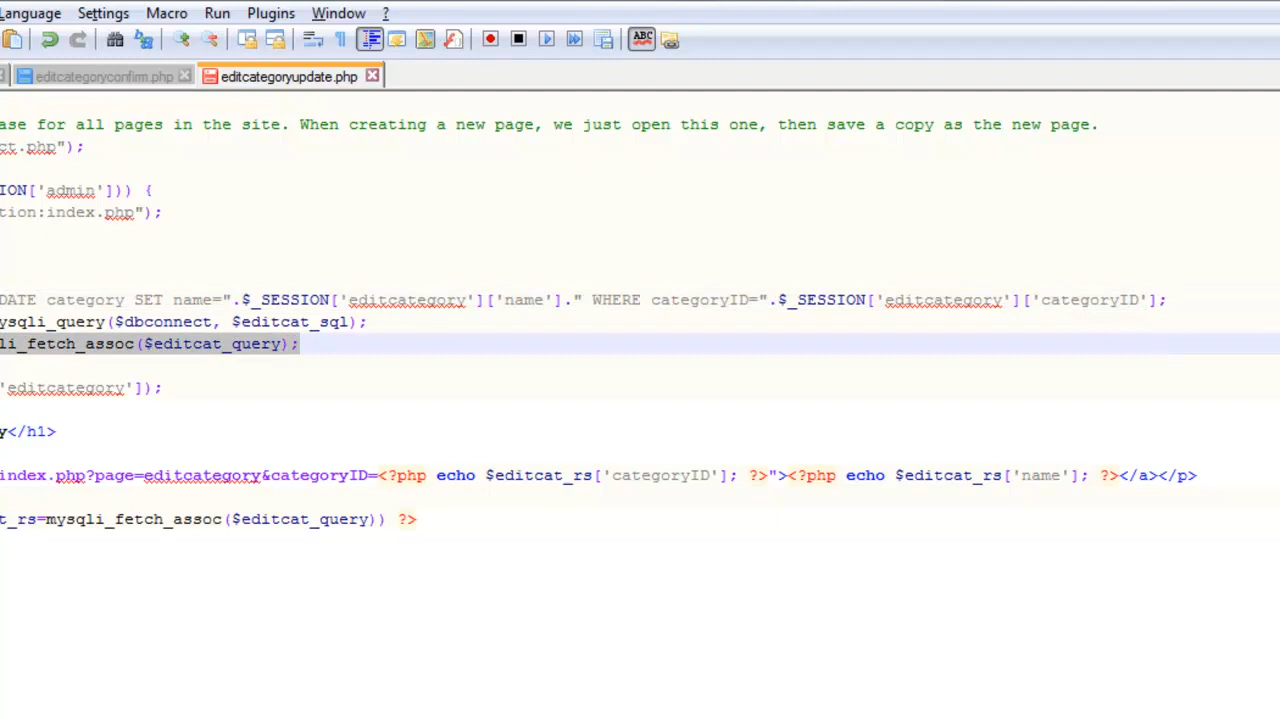 Language Settings Macro Run Plugins Window ?
ABC
editcategoryconfirm.php editcategoryupdate.php
ase for all pages in the site. When creating a new page, we just open this one, then save a copy as the new page.
ct.php");
ION['admin'])) {
tion:index.php");
DATE category SET name=".$_SESSION['editcategory']['name']." WHERE categoryID=".$_SESSION['editcategory']['categoryID'];
ysqli_query($dbconnect, $editcat_sql);
li_fetch_assoc($editcat_query);
'editcategory']);
y</h1>
index.php?page=editcategory&categoryID=<?php echo $editcat_rs['categoryID']; ?>"><?php echo $editcat_rs['name']; ?></a></p>
t_rs=mysqli_fetch_assoc($editcat_query)) ?>